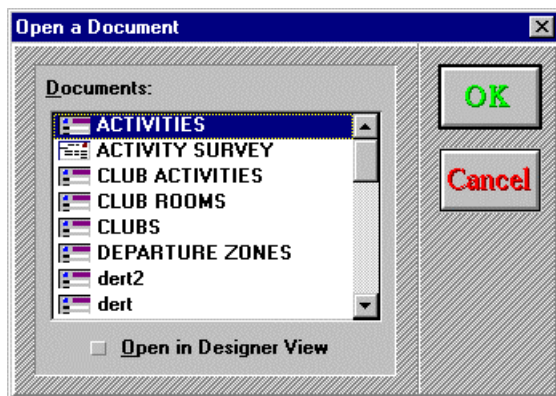 Open a Document
Documents:
ACTIVITIES
ACTIVITY SURVEY
CLUB ACTIVITIES
CLUB ROOMS
CLUBS
DEPARTURE ZONES
dert2
dert
Open in Designer View
OK
Cancel